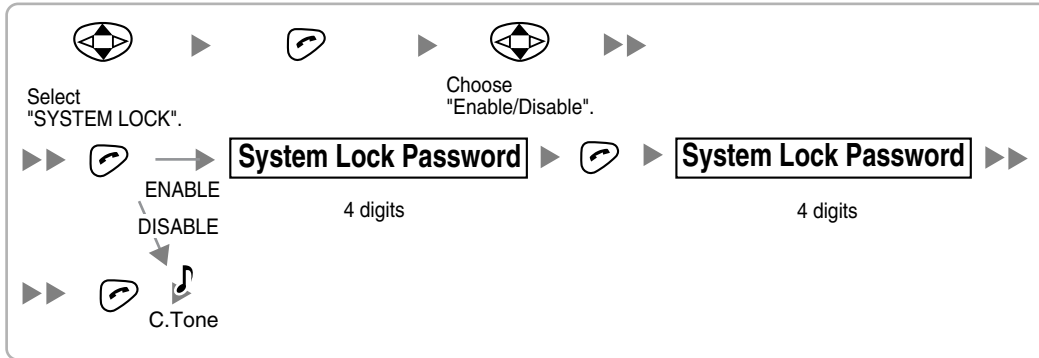 Select
"SYSTEM LOCK".
Choose
"Enable/Disable".
System Lock Password
System Lock Password
ENABLE
4 digits
4 digits
DISABLE
C.Tone